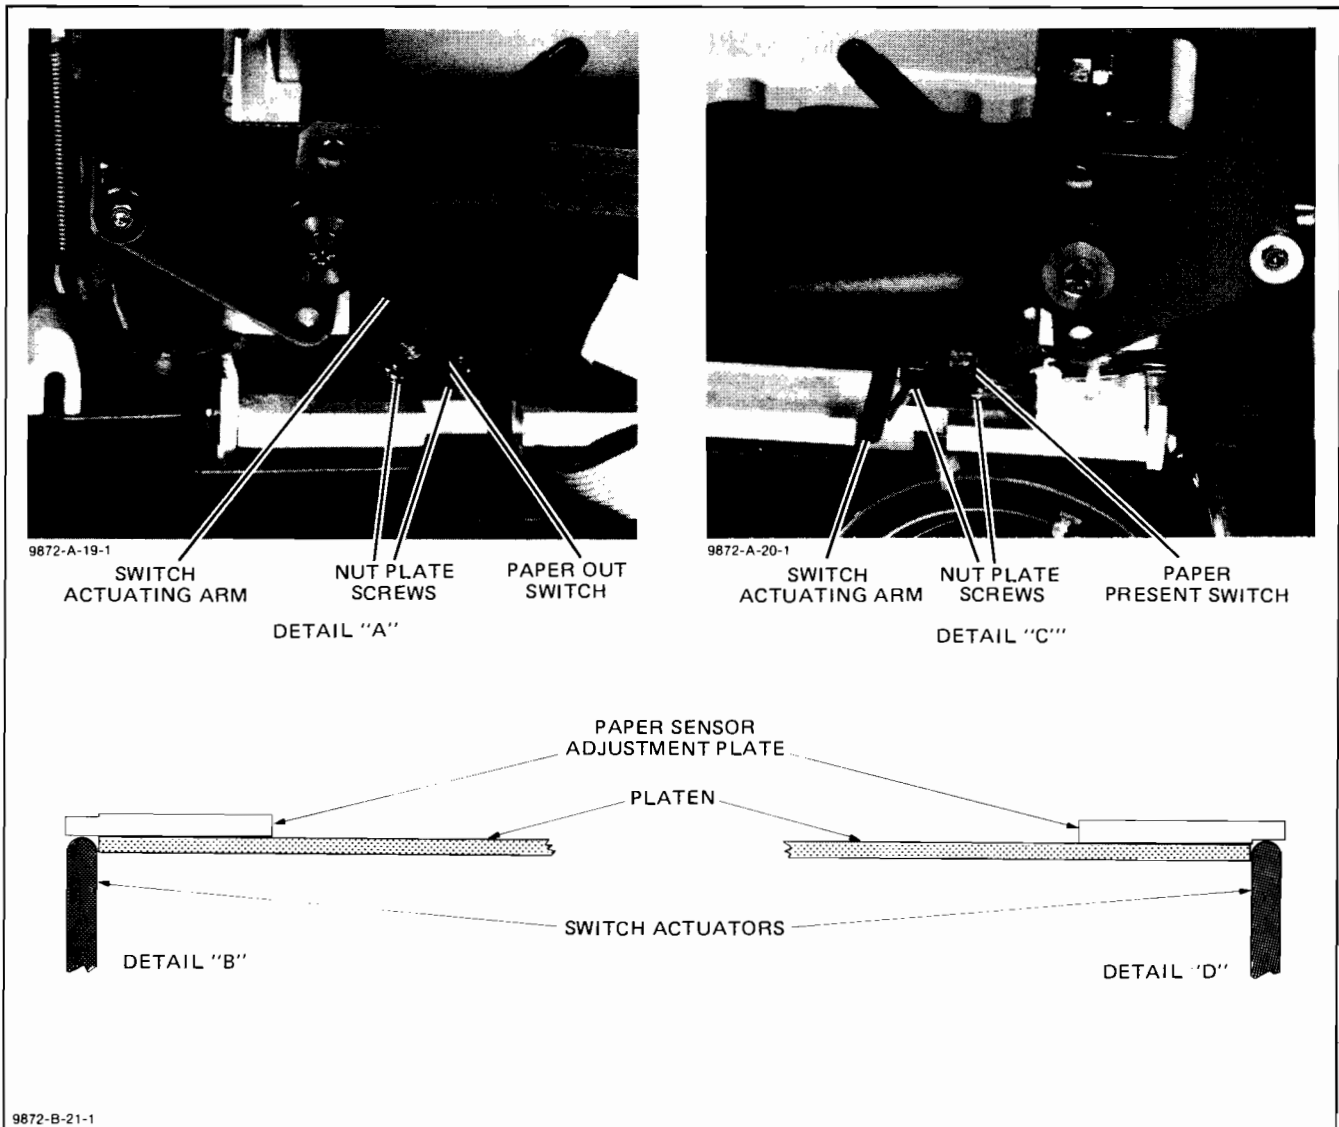 9872-A-19-1
SWITCH
ACTUATING ARM
NUT PLATE
SCREWS
PAPER OUT
SWITCH
DETAIL "A"
9872-A-20-1
SWITCH
ACTUATING ARM
NUT PLATE
SCREWS
PAPER
PRESENT SWITCH
DETAIL "C'"
PAPER SENSOR
ADJUSTMENT PLATE
PLATEN
SWITCH ACTUATORS
DETAIL "B"
DETAIL "D"
9872-B-21-1